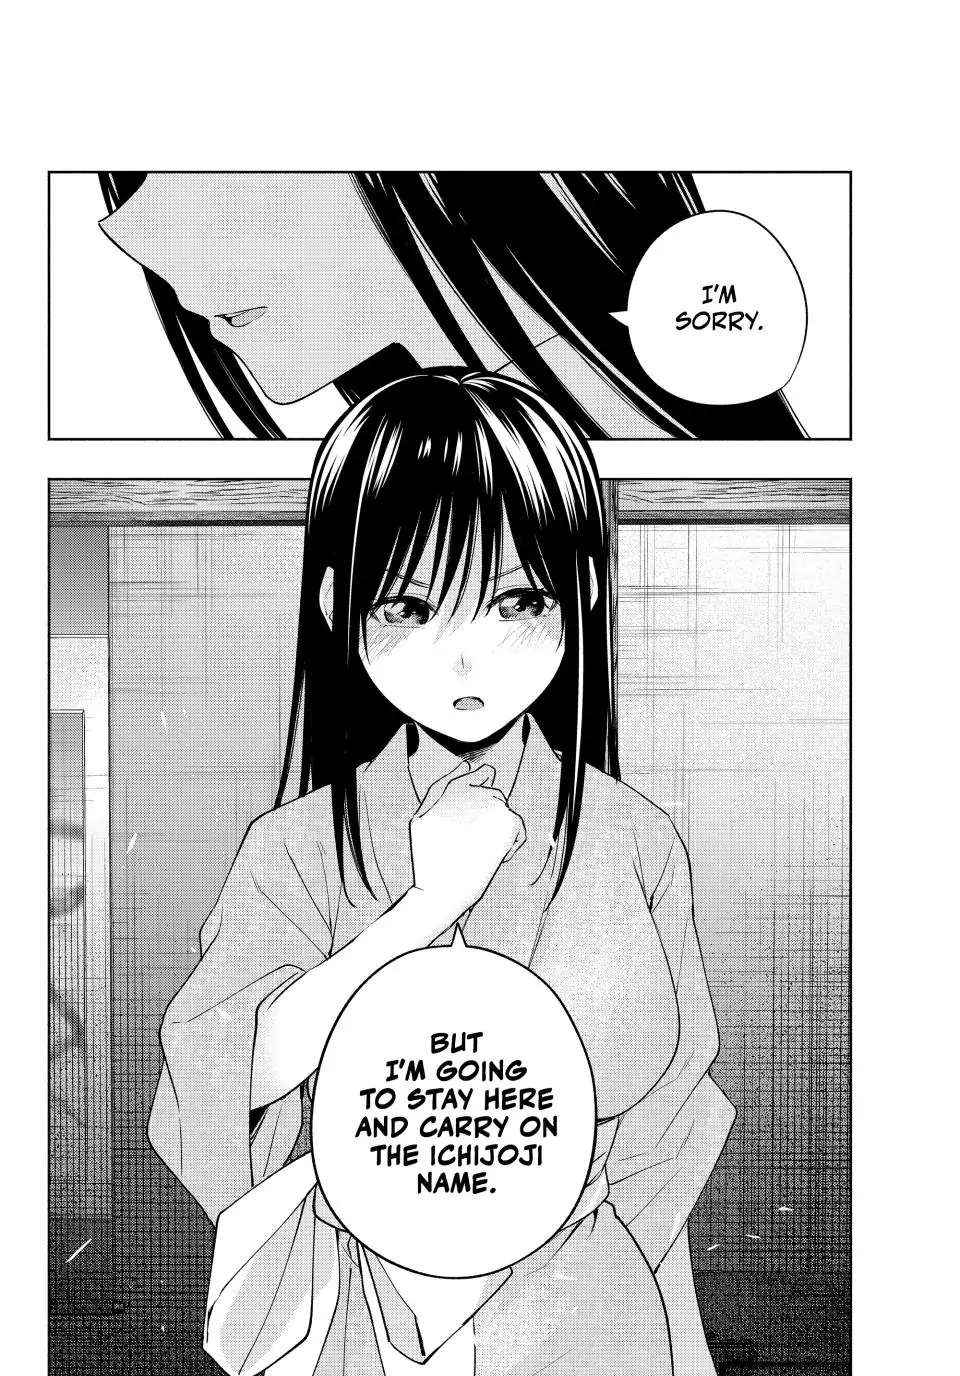 I'M
SORRY.
BUT
I'M GOING
TO STAY HERE
AND CARRY ON
THE ICHIJOJI
NAME.